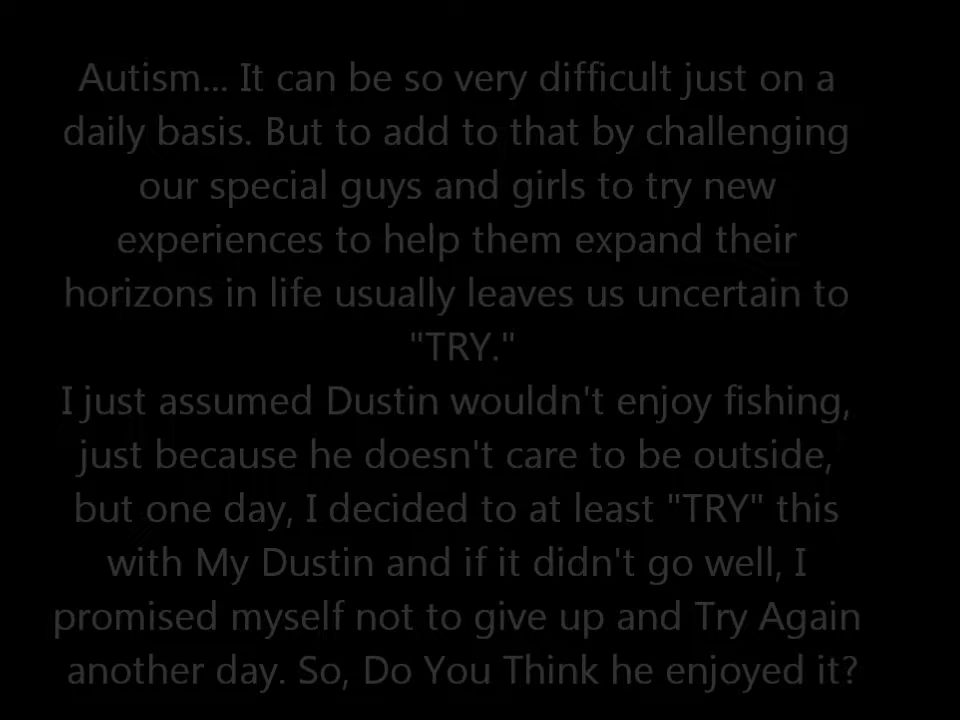 Autism... It can be so very difficult just on a
daily basis. But to add to that by challenging
our special guys and girls to try new
experiences to help them expand their
horizons in life usually leaves us uncertain to
"TRY."
I just assumed Dustin wouldn't enjoy fishing,
just because he doesn't care to be outside,
but one day, I decided to at least "TRY" this
with My Dustin and if it didn't go well, I
promised myself not to give up and Try Again
another day. So, Do You Think he enjoyed it?